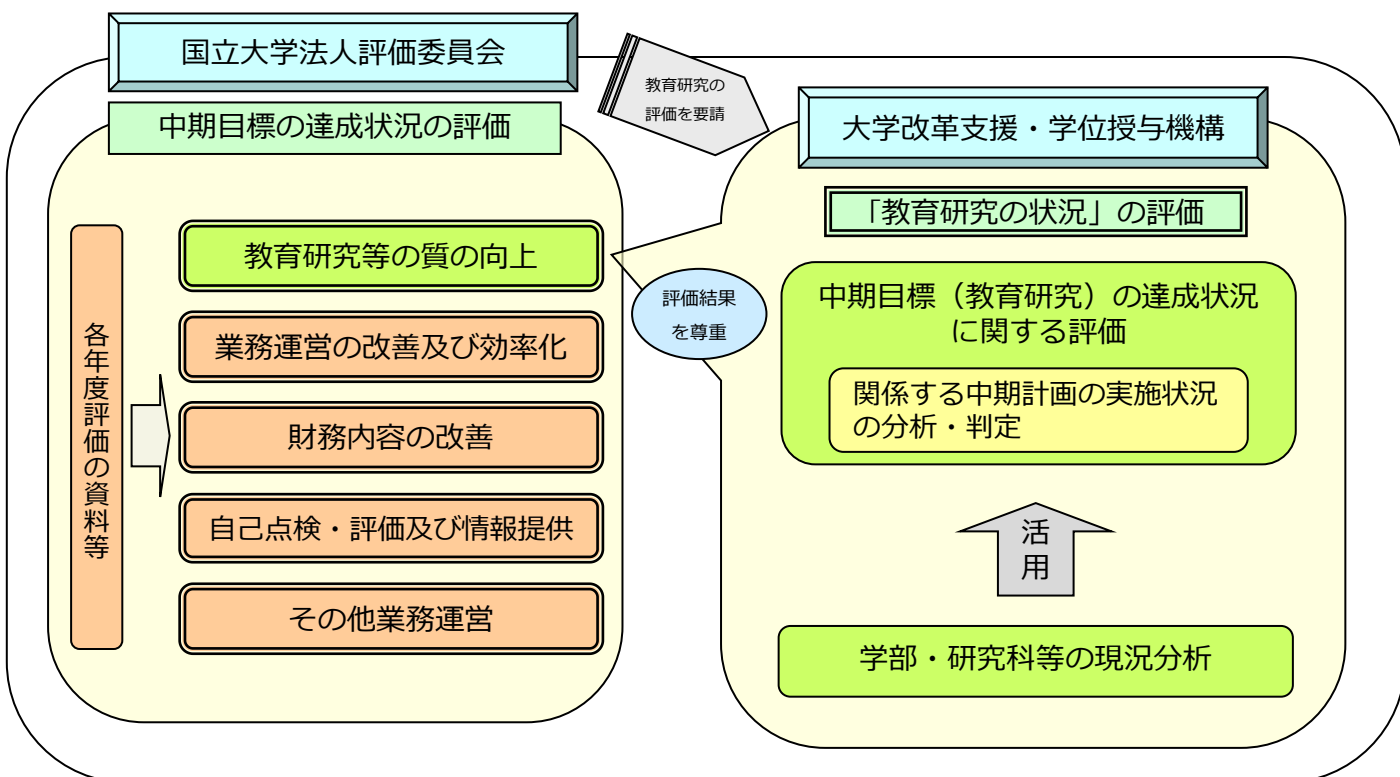 国立大学法人評価委員会
中期目標の達成状況の評価
各年度評価の資料等
教育研究等の質の向上
業務運営の改善及び効率化
財務内容の改善
自己点検・評価及び情報提供
その他業務運営
教育研究の
評価を要請
評価結果
を尊重
大学改革支援・学位授与機構
「教育研究の状況」の評価
中期目標（教育研究）の達成状況
に関する評価
関係する中期計画の実施状況
の分析・判定
活
用
学部・研究科等の現況分析